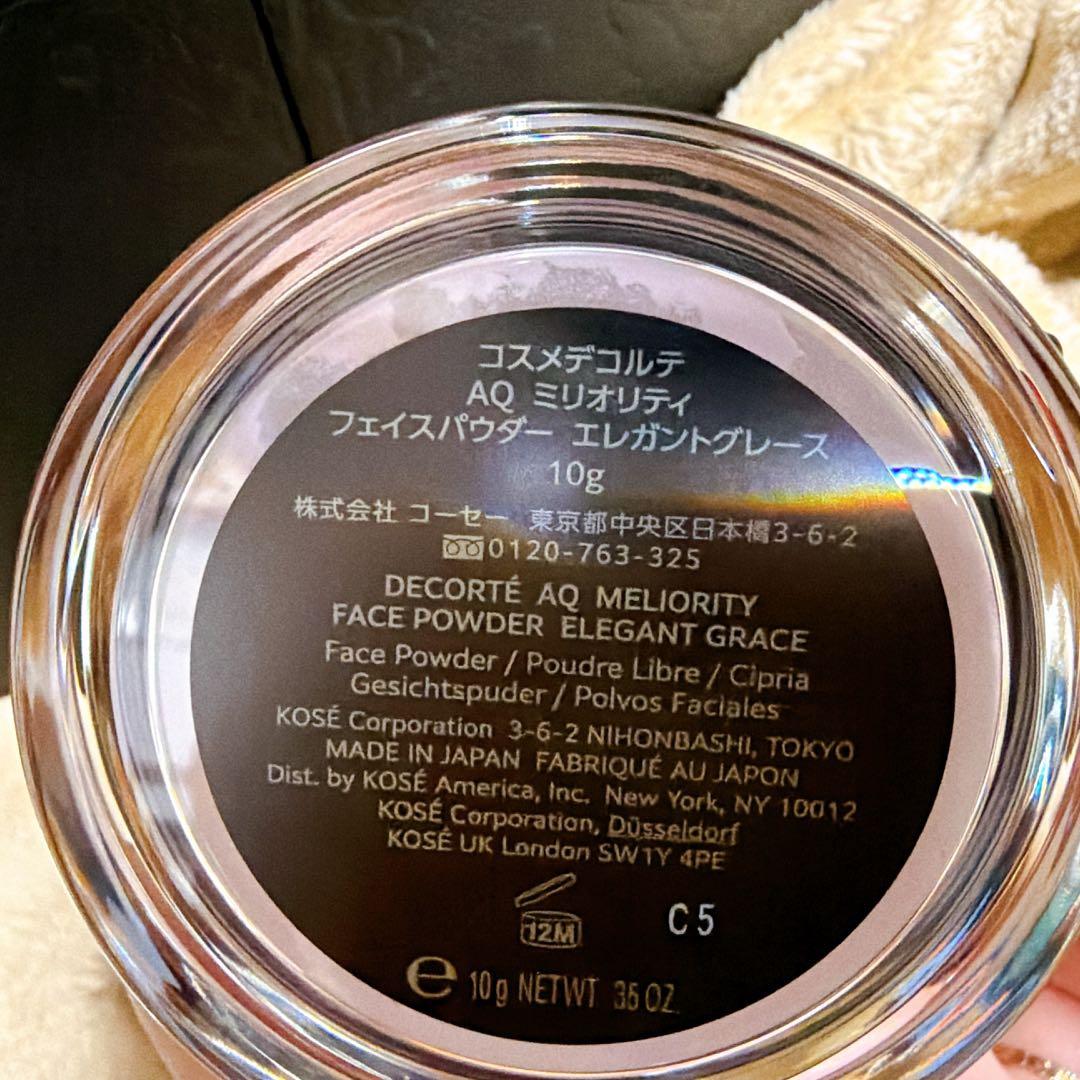 コスメデコルテ
AQ ミリオリティ
フェイスパウダー エレガントグレース
10g
株式会社 コーセー 東京都中央区日本橋3-6-2
0120-763-325
DECORTÉ AQ MELIORITY
FACE POWDER ELEGANT GRACE
Face Powder / Poudre Libre / Cipria
Gesichtspuder / Polvos Faciales
KOSÉ Corporation 3-6-2 NIHONBASHI, TOKYO
MADE IN JAPAN FABRIQUÉ AU JAPON
Dist. by KOSÉ America, Inc. New York, NY 10012
KOSÉ Corporation, Düsseldorf
KOSÉ UK London SW1Y 4PE
12M
C5
℮ 10g NETWT .35 OZ.